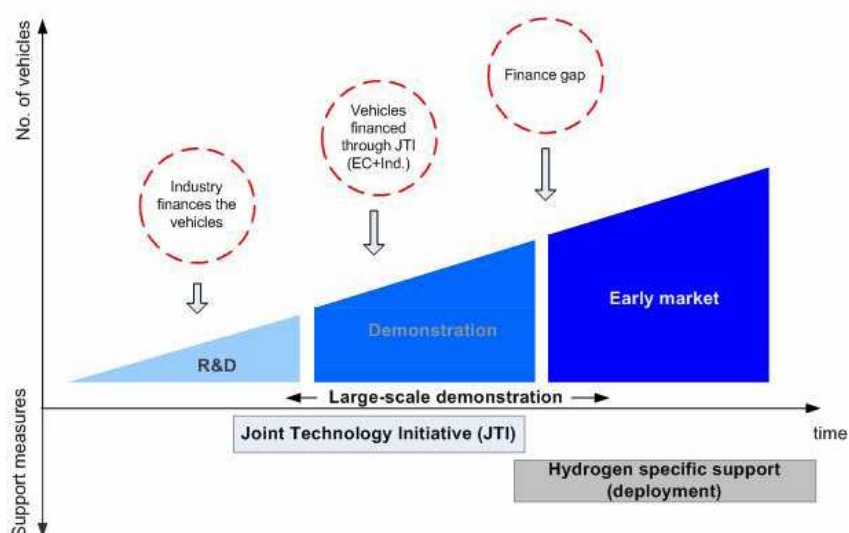 No. of vehicles
Finance gap
Vehicles
financed
through JTI
(EC+Ind.)
Industry
finances the
vehicles
Early market
Demonstration
R&D
Large-scale demonstration
Joint Technology Initiative (JTI)
time
Hydrogen specific support
(deployment)
Support measures